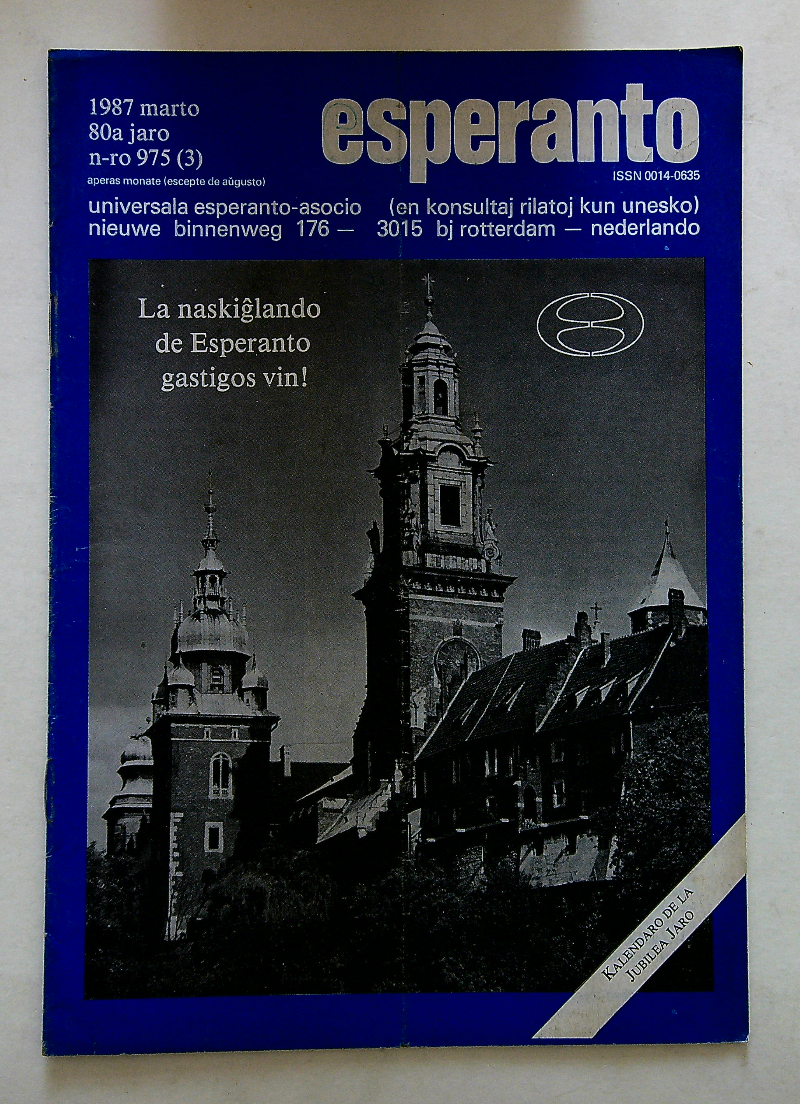 1987 marto
80a jaro
n-ro 975 (3)
aperas monate (escepte de aŭgusto)
esperanto
ISSN 0014-0635
universala esperanto-asocio (en konsultaj rilatoj kun unesko)
nieuwe binnenweg 176 — 3015 bj rotterdam — nederlando
La naskiĝlando
de Esperanto
gastigos vin!
KALENDARO DE LA
JUBILEA JARO